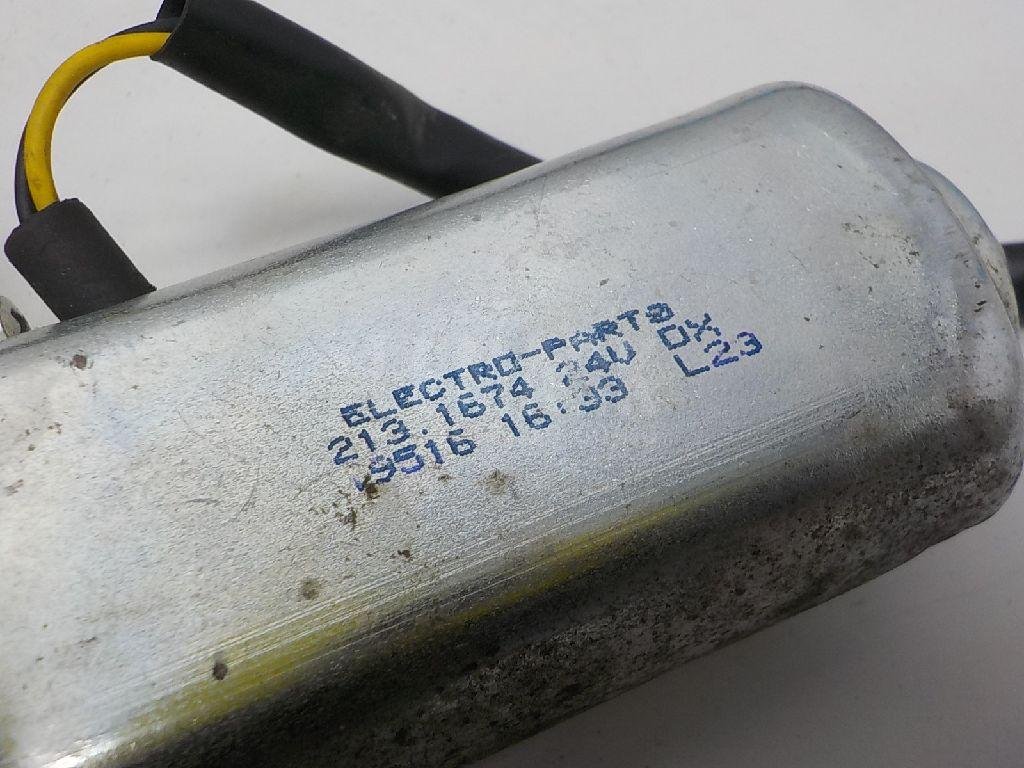 ELECTRO-PARTS
213.1674 24V DX
9516 16:33 L23